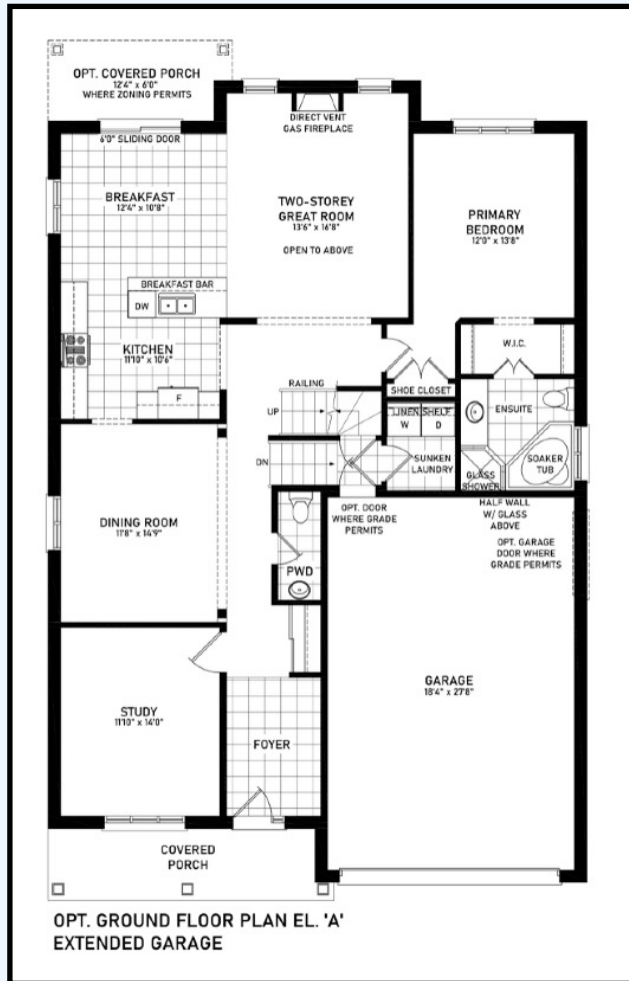 OPT. COVERED PORCH
12'4" x 6'0"
WHERE ZONING PERMITS
6'0" SLIDING DOOR
DIRECT VENT
GAS FIREPLACE
BREAKFAST
12'4" x 10'8"
TWO-STOREY
GREAT ROOM
13'6" x 16'8"
OPEN TO ABOVE
PRIMARY
BEDROOM
12'0" x 13'8"
BREAKFAST BAR
DW
KITCHEN
11'10" x 10'6"
F
W.I.C.
SHOE CLOSET
RAILING
UP
LINEN SHELF
W D
ENSUITE
DN
SUNKEN
LAUNDRY
GLASS
SHOWER
SOAKER
TUB
OPT. DOOR
WHERE GRADE
PERMITS
HALF WALL
W/ GLASS
ABOVE
OPT. GARAGE
DOOR WHERE
GRADE PERMITS
DINING ROOM
11'8" x 14'9"
PWD
STUDY
11'10" x 14'0"
FOYER
GARAGE
18'4" x 27'8"
COVERED
PORCH
OPT. GROUND FLOOR PLAN EL. 'A'
EXTENDED GARAGE